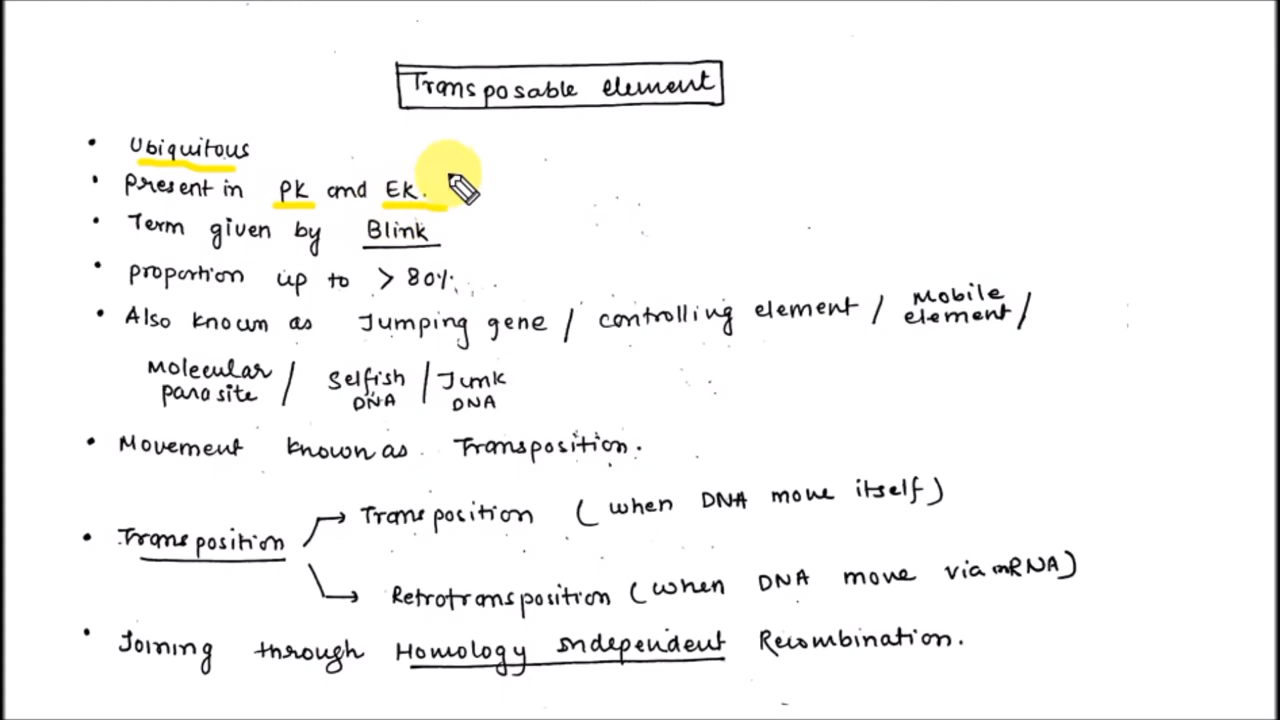 Transposable element
• Ubiquitous
• Present in PK and EK.
• Term given by Blink
• proportion up to > 80%.
• Also known as Jumping gene / controlling element / Mobile element /
Molecular parasite / Selfish DNA / Junk DNA
• Movement known as Transposition.
• Transposition → Transposition (when DNA move itself)
→ Retrotransposition (when DNA move via mRNA)
• Joining through Homology independent Recombination.